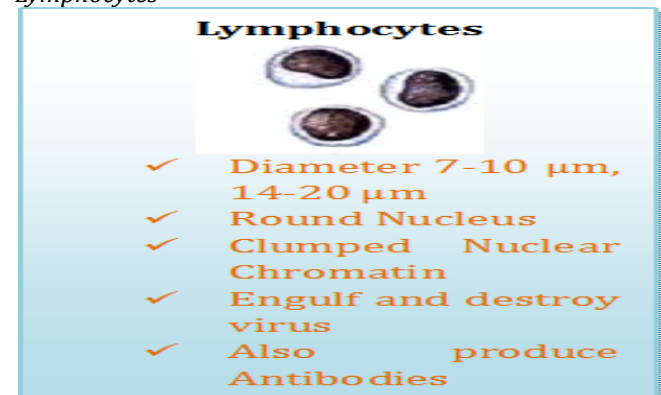 Lymphocytes
Lymphocytes
✓ Diameter 7-10 µm,
14-20 µm
✓ Round Nucleus
✓ Clumped Nuclear
Chromatin
✓ Engulf and destroy
virus
✓ Also produce
Antibodies